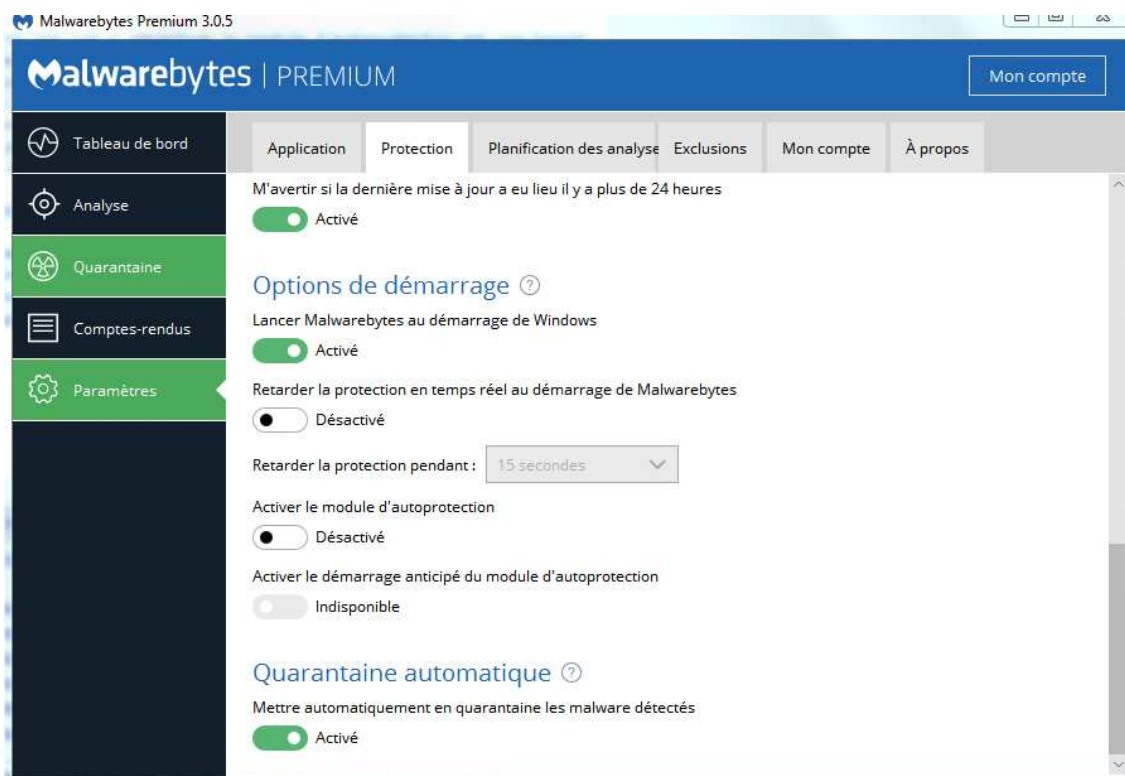 Malwarebytes Premium 3.0.5
Malwarebytes | PREMIUM
Mon compte
Tableau de bord
Analyse
Quarantaine
Comptes-rendus
Paramètres
Application
Protection
Planification des analyse
Exclusions
Mon compte
À propos
M'avertir si la dernière mise à jour a eu lieu il y a plus de 24 heures
Activé
Options de démarrage ?
Lancer Malwarebytes au démarrage de Windows
Activé
Retarder la protection en temps réel au démarrage de Malwarebytes
Désactivé
Retarder la protection pendant : 15 secondes
Activer le module d'autoprotection
Désactivé
Activer le démarrage anticipé du module d'autoprotection
Indisponible
Quarantaine automatique ?
Mettre automatiquement en quarantaine les malware détectés
Activé